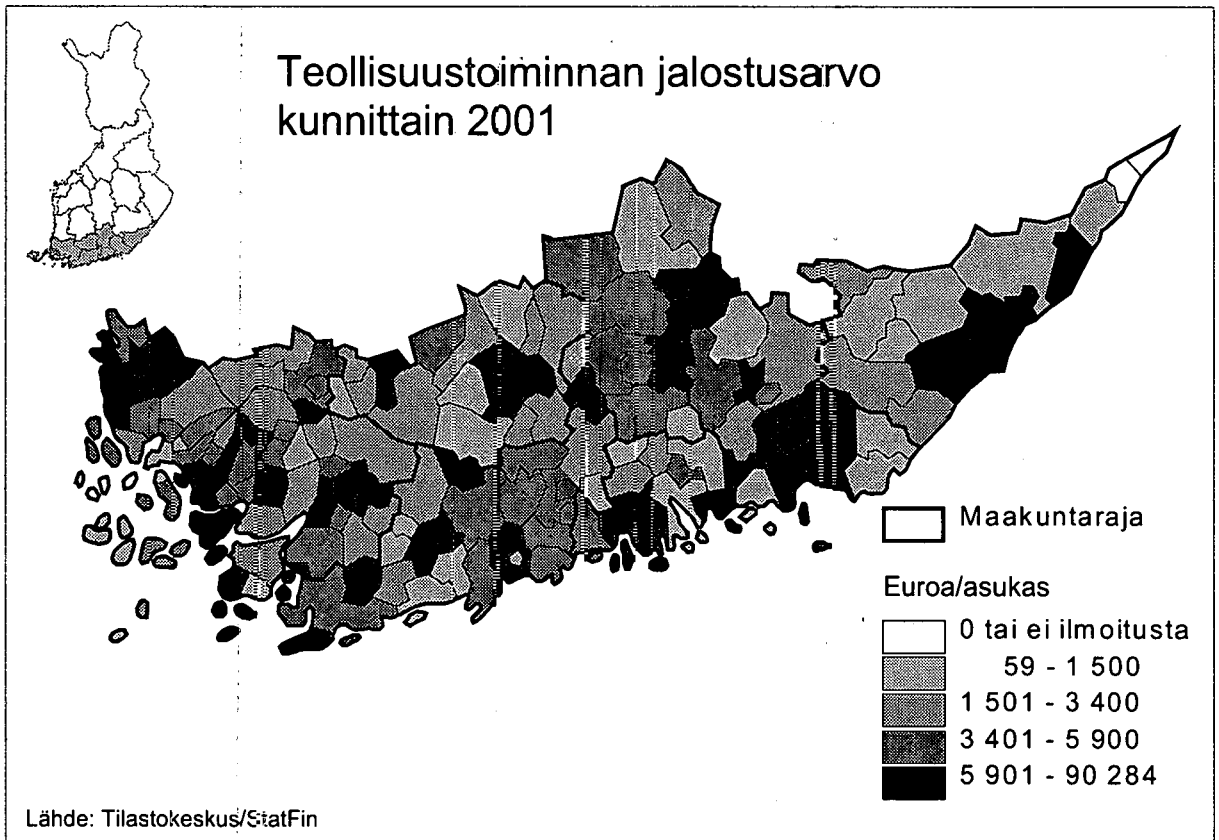 Teollisuustoiminnan jalostusarvo
kunnittain 2001
Maakuntaraja
Euroa/asukas
0 tai ei ilmoitusta
59 - 1 500
1 501 - 3 400
3 401 - 5 900
5 901 - 90 284
Lähde: Tilastokeskus/StatFin